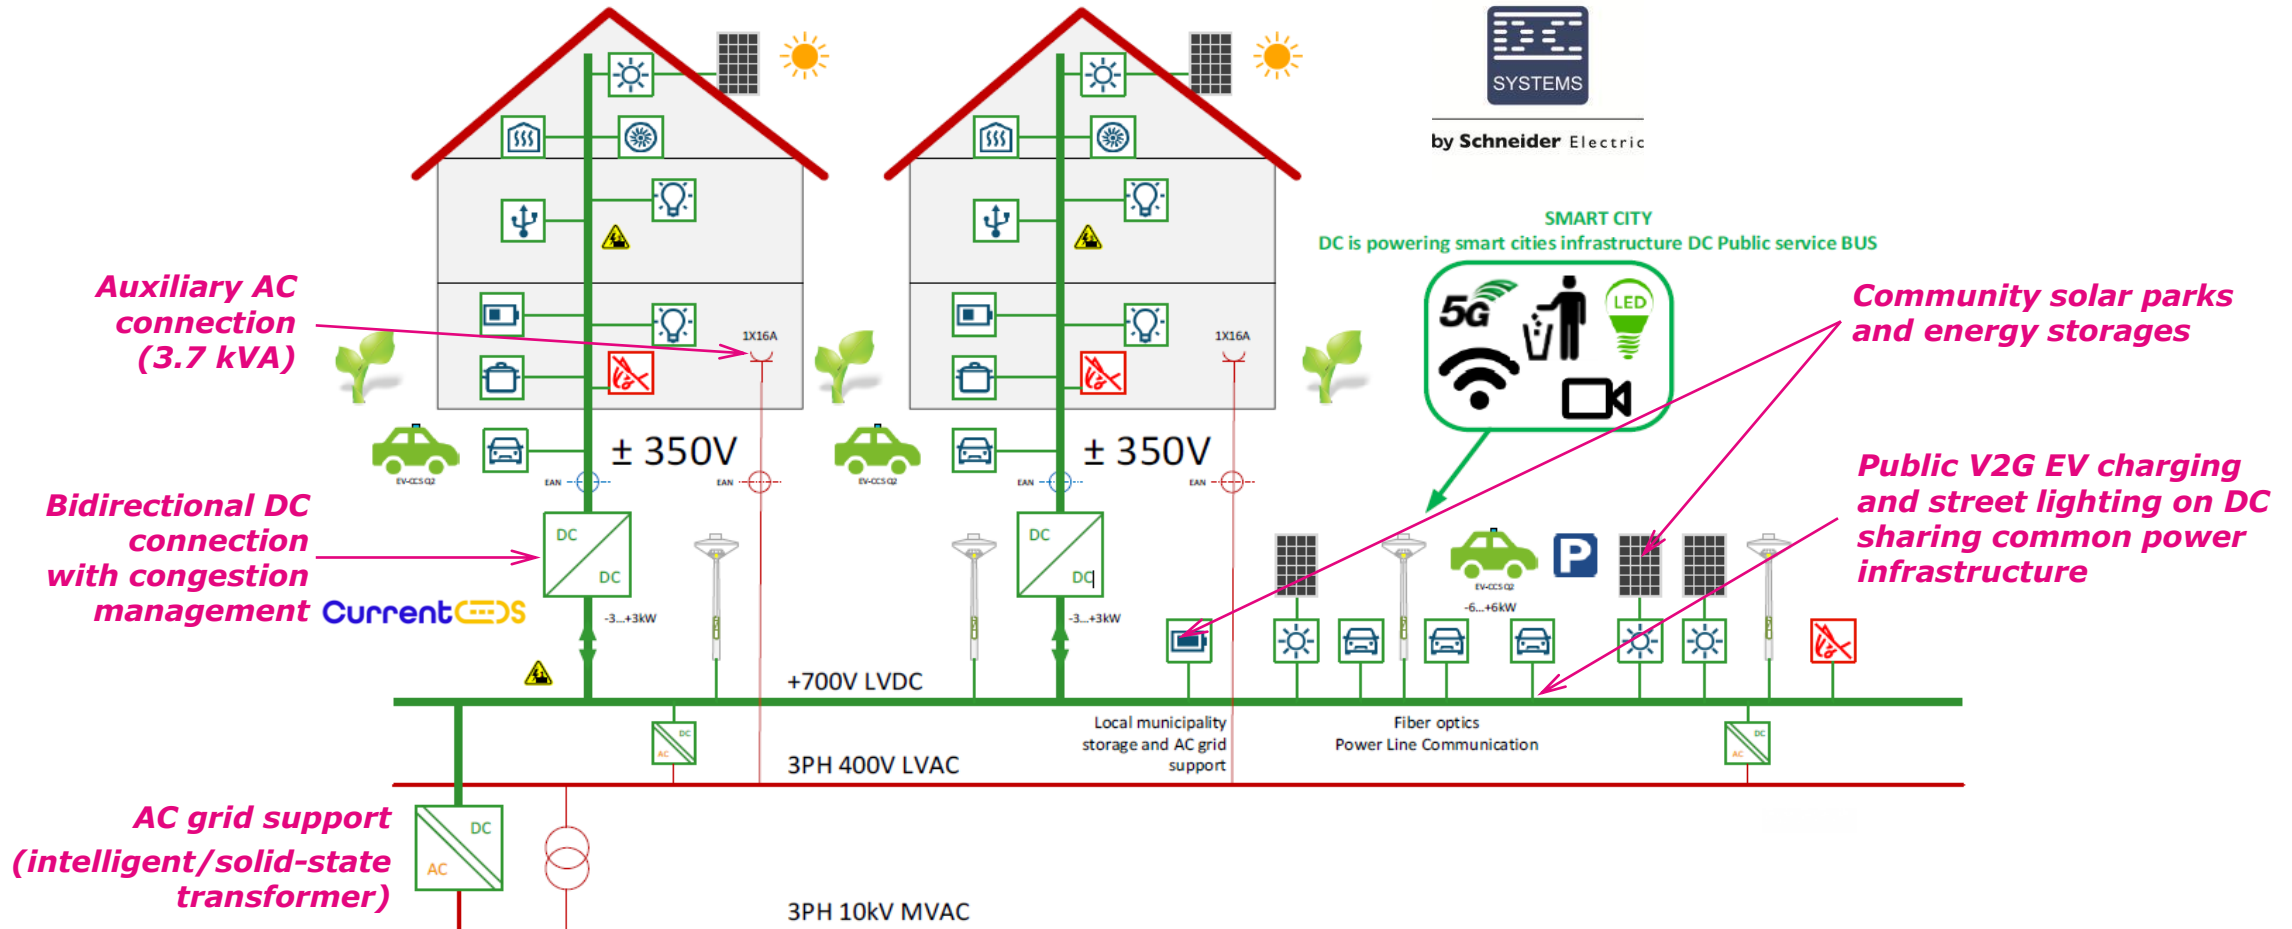 SYSTEMS
by Schneider Electric
SMART CITY
DC is powering smart cities infrastructure DC Public service BUS
5G
LED
Auxiliary AC
connection
(3.7 kVA)
1X16A
1X16A
Community solar parks
and energy storages
± 350V
± 350V
EV-CCS Q2
EV-CCS Q2
EAN
EAN
EAN
EAN
Public V2G EV charging
and street lighting on DC
sharing common power
infrastructure
Bidirectional DC
connection
with congestion
management
CurrentOS
DC
DC
DC
DC
P
EV-CCS Q2
-6...+6kW
-3...+3kW
-3...+3kW
+700V LVDC
Local municipality
storage and AC grid
support
Fiber optics
Power Line Communication
DC
AC
DC
AC
3PH 400V LVAC
AC grid support
(intelligent/solid-state
transformer)
DC
AC
3PH 10kV MVAC